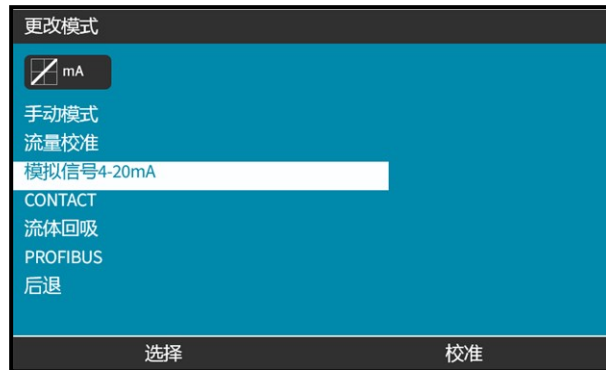 更改模式
mA
手动模式
流量校准
模拟信号4-20mA
CONTACT
流体回吸
PROFIBUS
后退
选择 校准